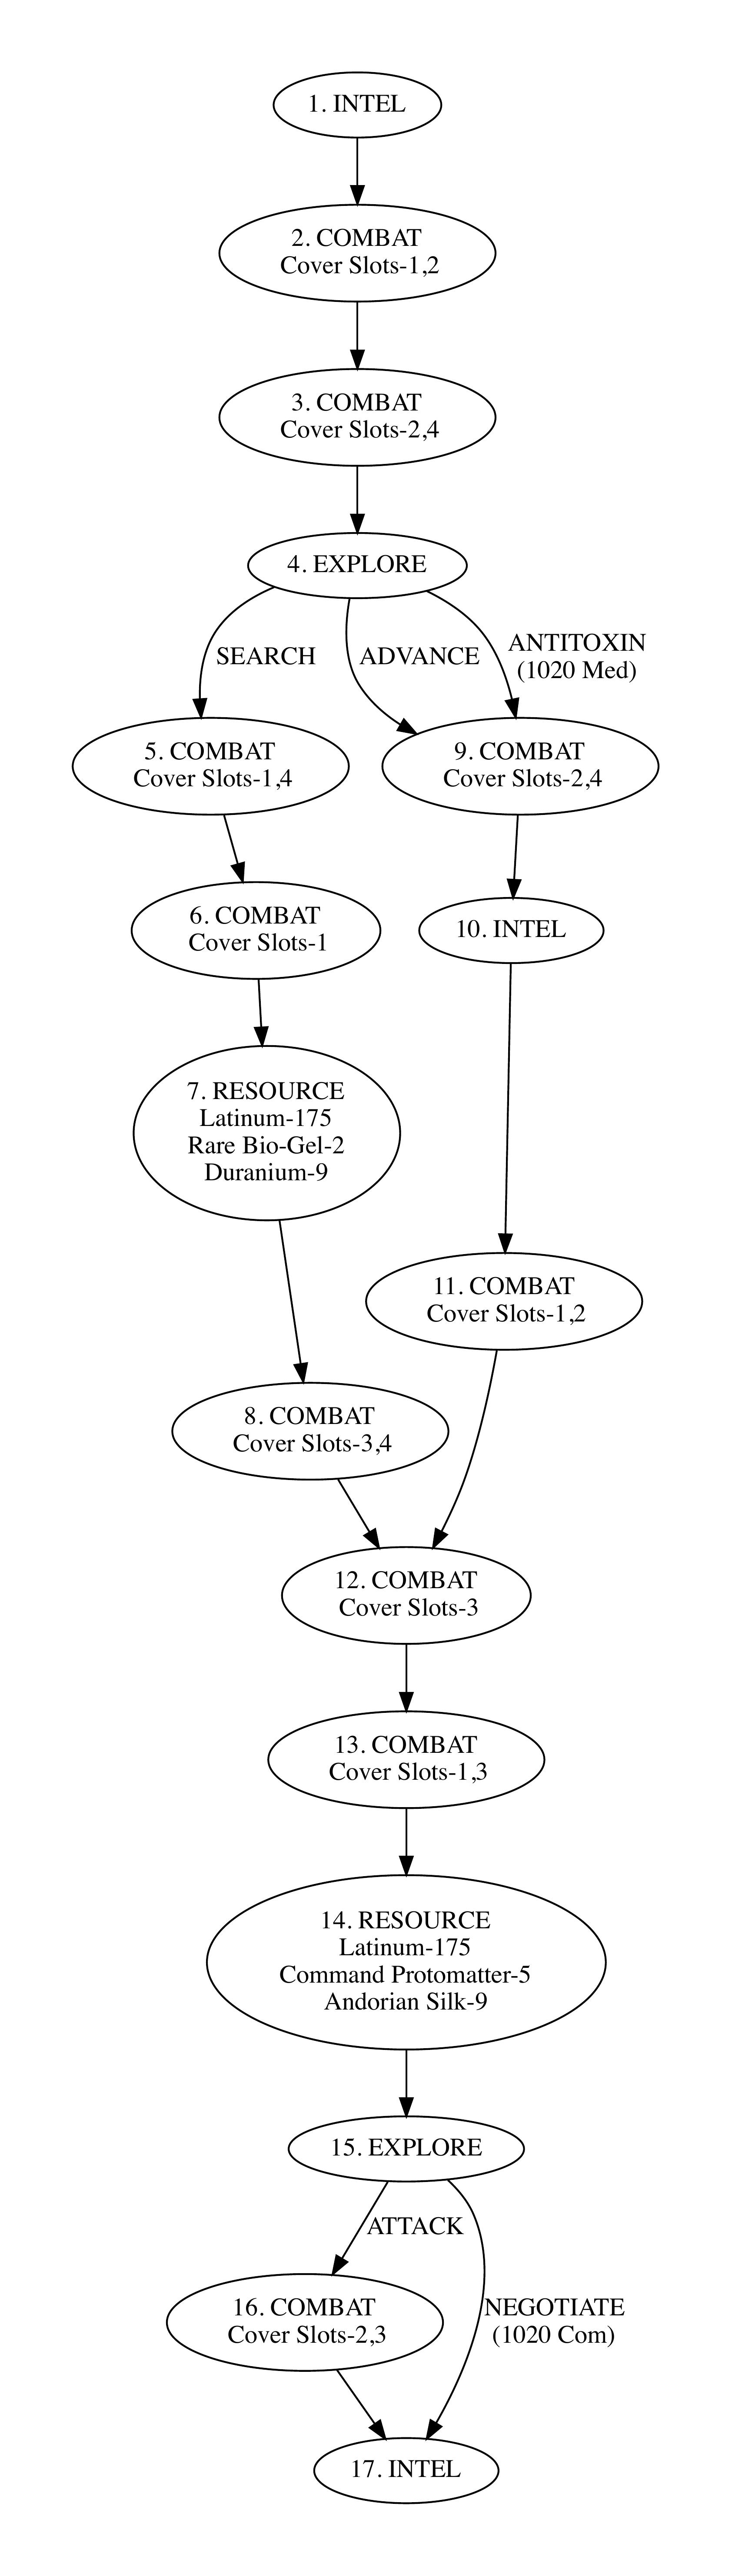 1. INTEL
2. COMBAT
Cover Slots-1,2
3. COMBAT
Cover Slots-2,4
4. EXPLORE
SEARCH
ADVANCE
ANTITOXIN
(1020 Med)
5. COMBAT
Cover Slots-1,4
9. COMBAT
Cover Slots-2,4
6. COMBAT
Cover Slots-1
10. INTEL
7. RESOURCE
Latinum-175
Rare Bio-Gel-2
Duranium-9
11. COMBAT
Cover Slots-1,2
8. COMBAT
Cover Slots-3,4
12. COMBAT
Cover Slots-3
13. COMBAT
Cover Slots-1,3
14. RESOURCE
Latinum-175
Command Protomatter-5
Andorian Silk-9
15. EXPLORE
ATTACK
16. COMBAT
Cover Slots-2,3
NEGOTIATE
(1020 Com)
17. INTEL